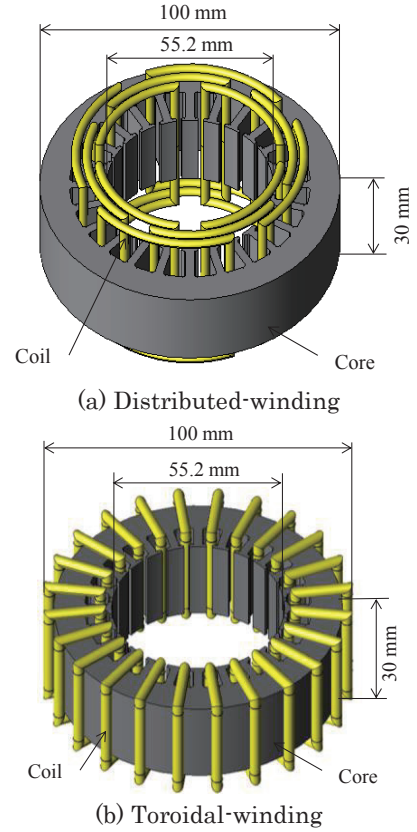 100 mm
55.2 mm
30 mm
Coil
Core
(a) Distributed-winding
100 mm
55.2 mm
30 mm
Coil
Core
(b) Toroidal-winding